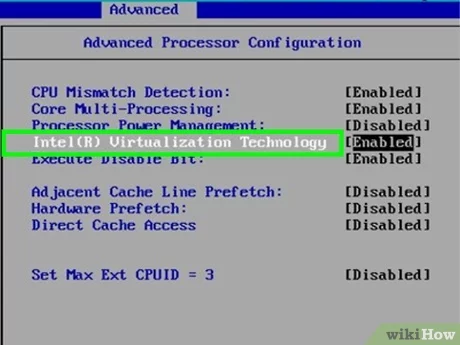 Advanced
Advanced Processor Configuration
CPU Mismatch Detection: [Enabled]
Core Multi-Processing: [Enabled]
Processor Power Management: [Disabled]
Intel(R) Virtualization Technology [Enabled]
Execute Disable Bit: [Enabled]
Adjacent Cache Line Prefetch: [Disabled]
Hardware Prefetch: [Disabled]
Direct Cache Access [Disabled]
Set Max Ext CPUID = 3 [Disabled]
wikiHow